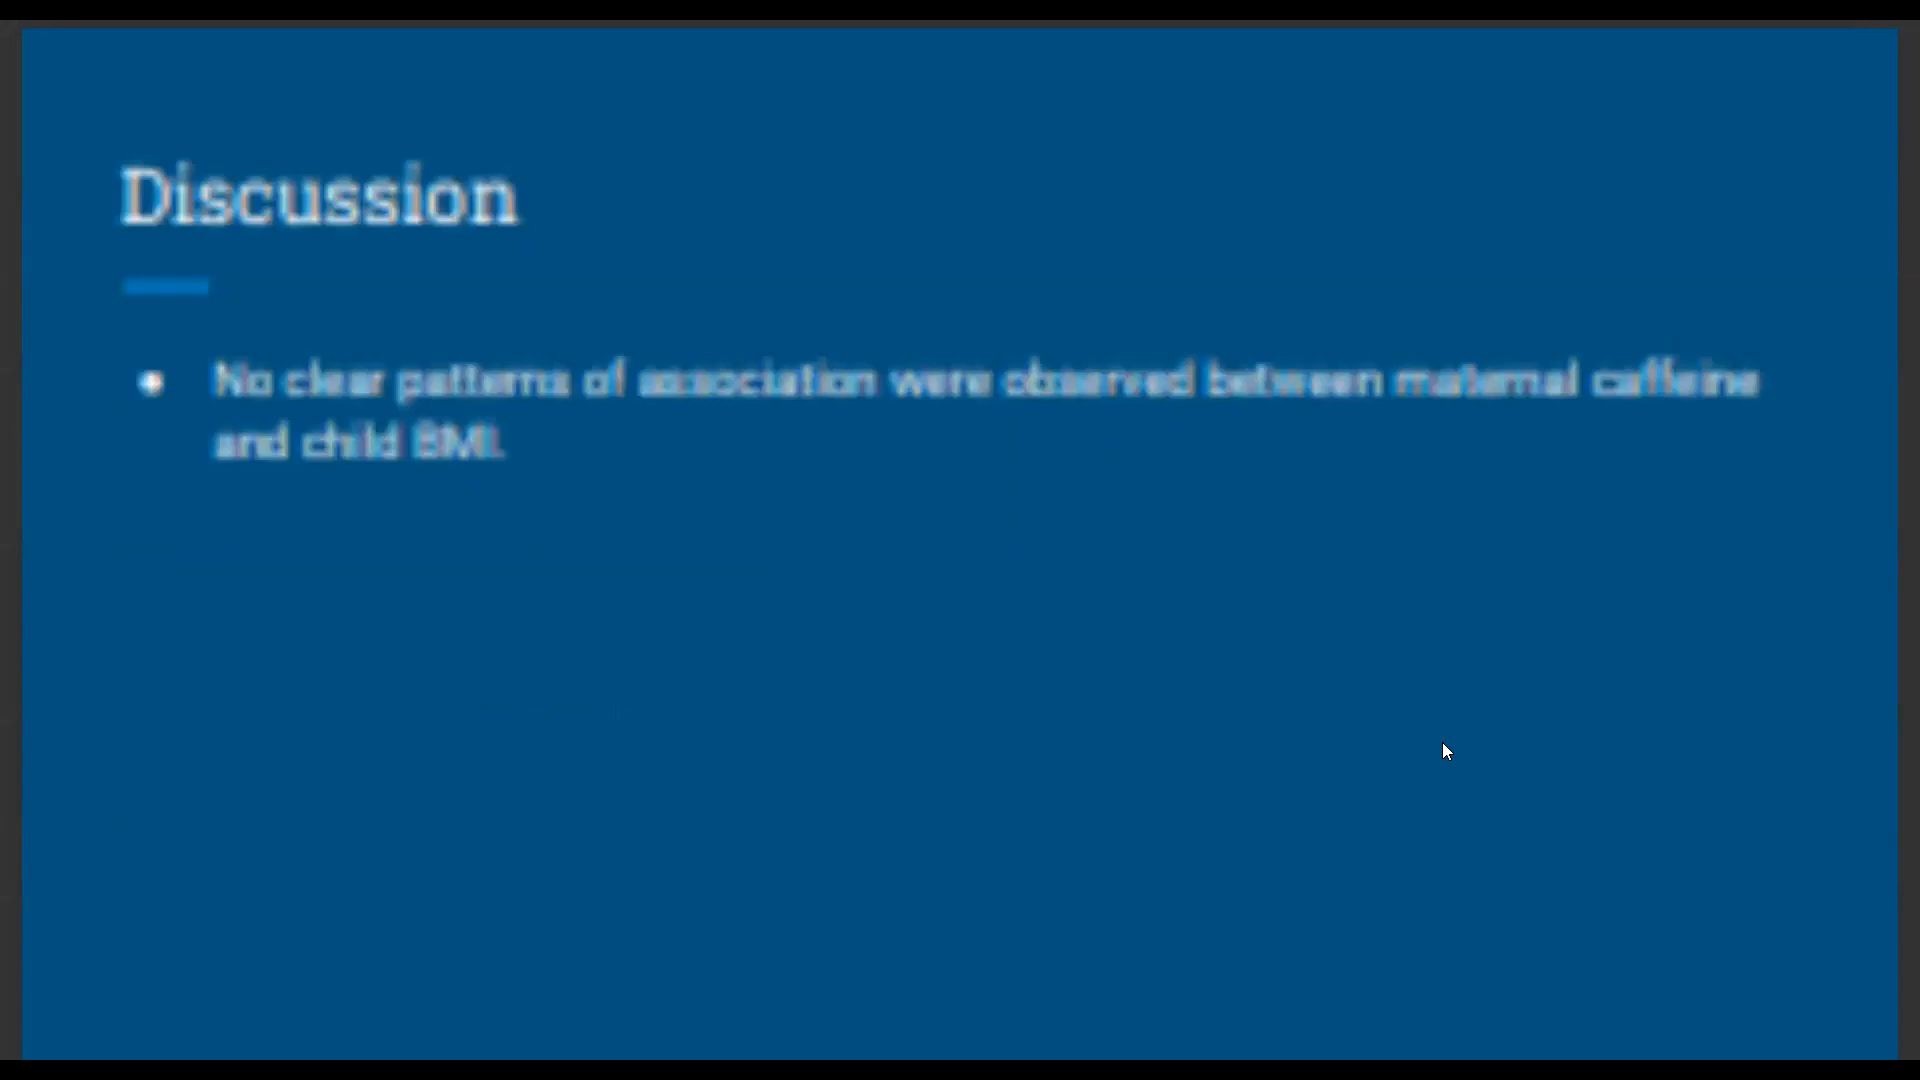 Discussion
● No clear patterns of association were observed between maternal caffeine
and child BMI.